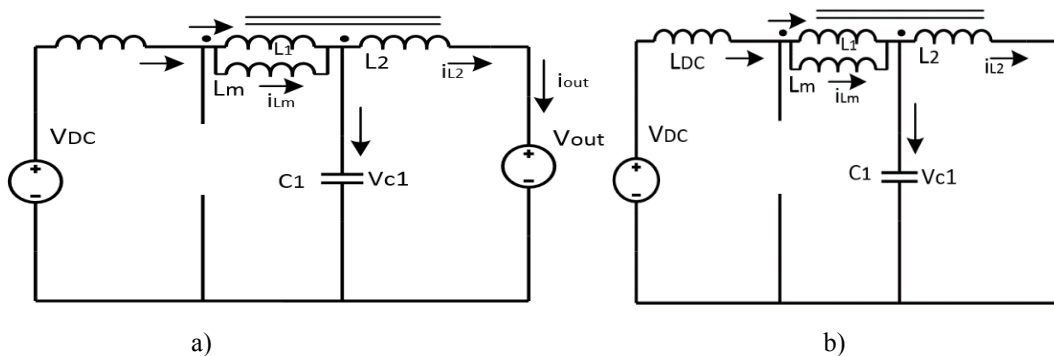 L1
L2
iL2
Lm
iLm
iout
VDC
Vout
C1
Vc1
+
−
+
−
a)
LDC
L1
L2
iL2
Lm
iLm
VDC
C1
Vc1
+
−
b)